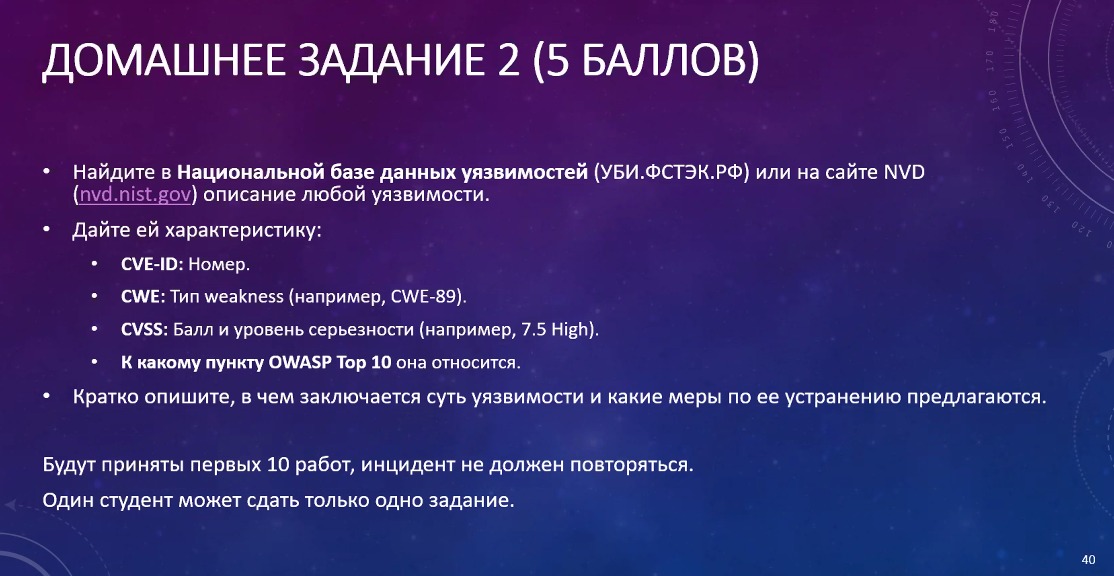 ДОМАШНЕЕ ЗАДАНИЕ 2 (5 БАЛЛОВ)
• Найдите в Национальной базе данных уязвимостей (УБИ.ФСТЭК.РФ) или на сайте NVD
(nvd.nist.gov) описание любой уязвимости.
• Дайте ей характеристику:
• CVE-ID: Номер.
• CWE: Тип weakness (например, CWE-89).
• CVSS: Балл и уровень серьезности (например, 7.5 High).
• К какому пункту OWASP Top 10 она относится.
• Кратко опишите, в чем заключается суть уязвимости и какие меры по ее устранению предлагаются.
Будут приняты первых 10 работ, инцидент не должен повторяться.
Один студент может сдать только одно задание.
40